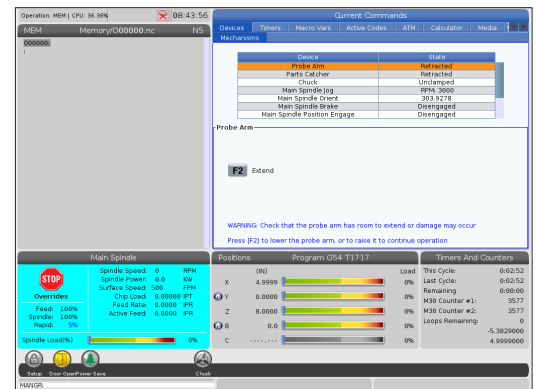 Operation: MEM | CPU: 36.36% 08:43:56
MEM Memory/O00000.nc N5
O00000;
;
Current Commands
Devices Timers Macro Vars Active Codes ATM Calculator Media
Mechanisms
Device State
Probe Arm Retracted
Parts Catcher Retracted
Chuck Unclamped
Main Spindle Jog RPM: 3000
Main Spindle Orient 303.9278
Main Spindle Brake Disengaged
Main Spindle Position Engage Disengaged
Probe Arm
F2 Extend
WARNING: Check that the probe arm has room to extend or damage may occur
Press [F2] to lower the probe arm, or to raise it to continue operation
Main Spindle
STOP
Overrides
Feed: 100%
Spindle: 100%
Rapid: 5%
Spindle Speed: 0 RPM
Spindle Power: 0.0 KW
Surface Speed: 500 FPM
Chip Load: 0.00000 IPT
Feed Rate: 0.0000 IPR
Active Feed: 0.0000 IPR
Spindle Load(%) 0%
Positions Program G54 T1717
(IN) Load
X 4.9999 0%
Y 0.0000 0%
Z 8.0000 0%
B 0.0 0%
C ----.--- 0%
Timers And Counters
This Cycle: 0:02:52
Last Cycle: 0:02:52
Remaining 0:00:00
M30 Counter #1: 3577
M30 Counter #2: 3577
Loops Remaining: 0
-5.3829000
4.9999000
Setup Door Open Power Save Chuck
MANGR: